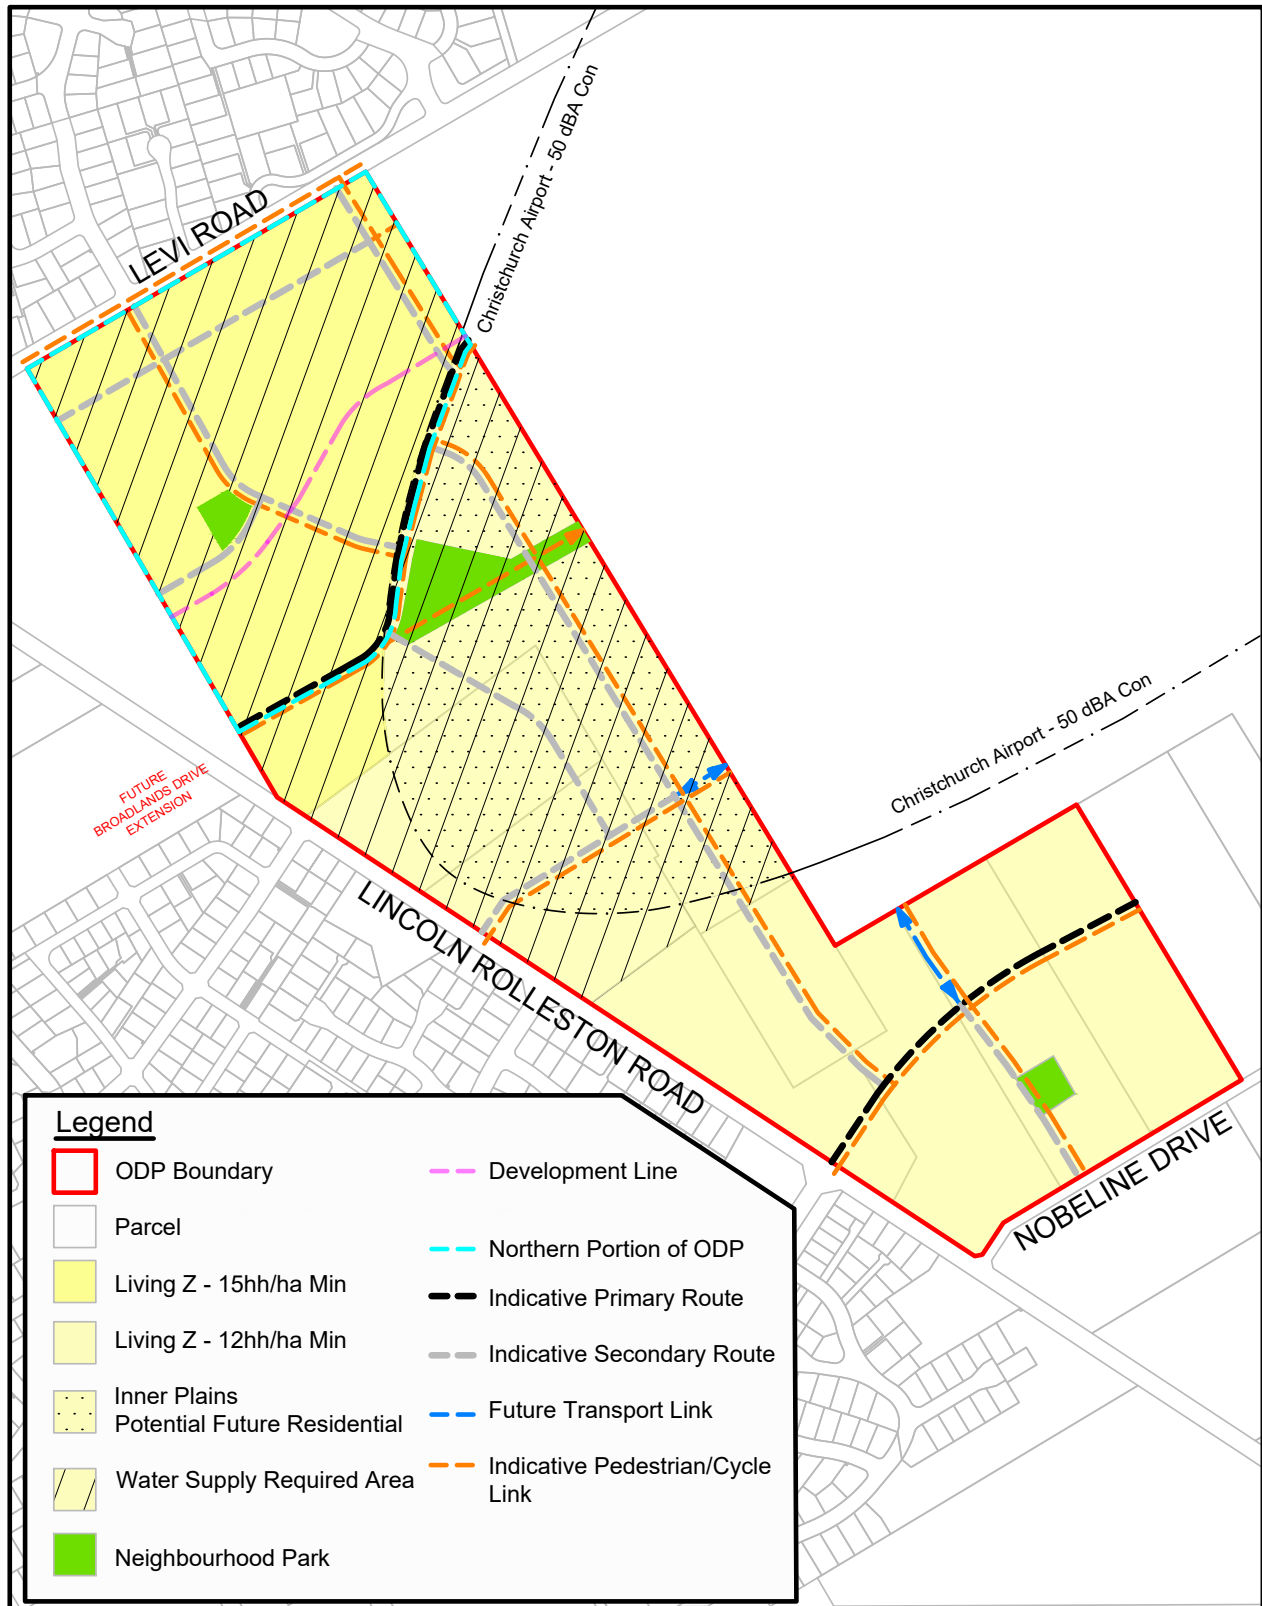 Christchurch Airport - 50 dBA Con
LEVI ROAD
Christchurch Airport - 50 dBA Con
FUTURE
BROADLANDS DRIVE
EXTENSION
LINCOLN ROLLESTON ROAD
NOBELINE DRIVE
Legend
ODP Boundary
Parcel
Living Z - 15hh/ha Min
Living Z - 12hh/ha Min
Inner Plains
Potential Future Residential
Water Supply Required Area
Neighbourhood Park
Development Line
Northern Portion of ODP
Indicative Primary Route
Indicative Secondary Route
Future Transport Link
Indicative Pedestrian/Cycle
Link